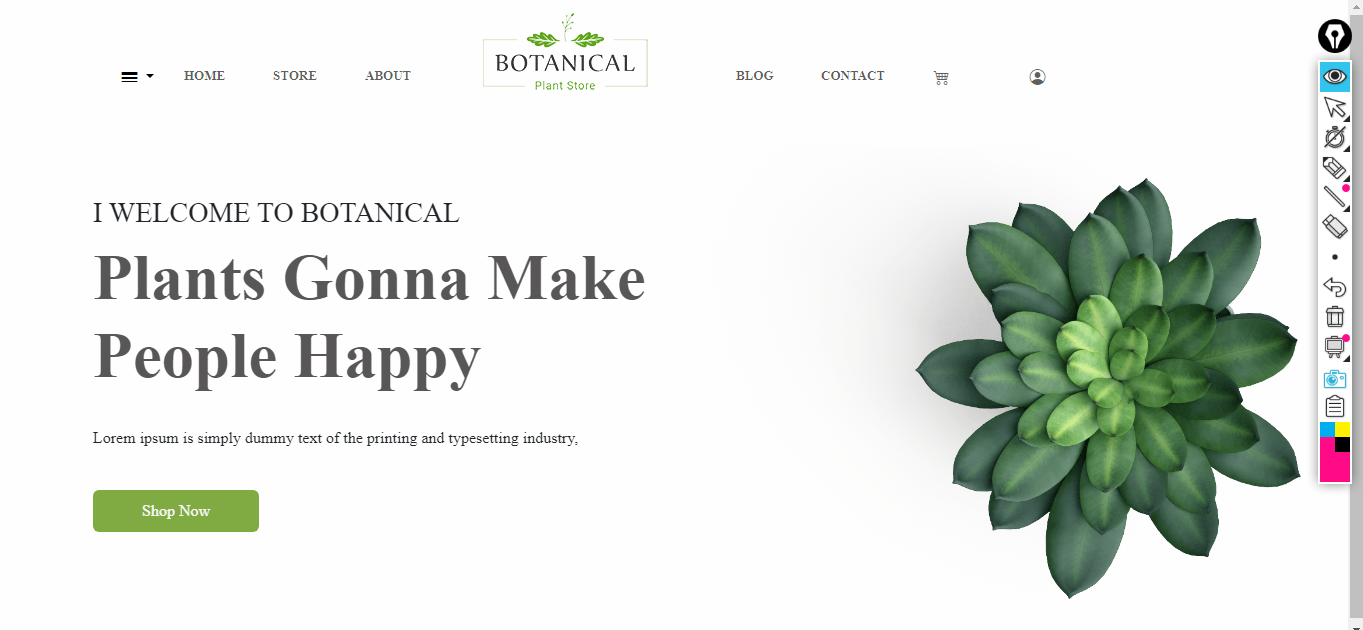 HOME STORE ABOUT BOTANICAL BLOG CONTACT
Plant Store
I WELCOME TO BOTANICAL
Plants Gonna Make
People Happy
Lorem ipsum is simply dummy text of the printing and typesetting industry,
Shop Now